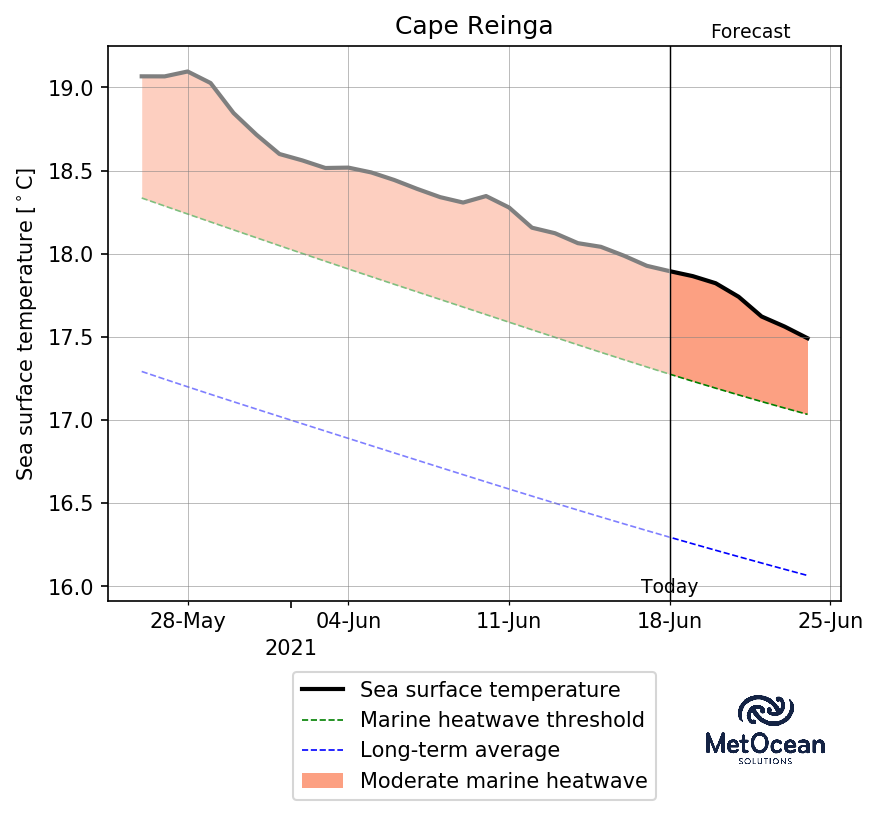 Cape Reinga
Forecast
Sea surface temperature [°C]
19.0
18.5
18.0
17.5
17.0
16.5
16.0
Today
28-May 04-Jun 11-Jun 18-Jun 25-Jun
2021
Sea surface temperature
Marine heatwave threshold
Long-term average
Moderate marine heatwave
MetOcean
SOLUTIONS